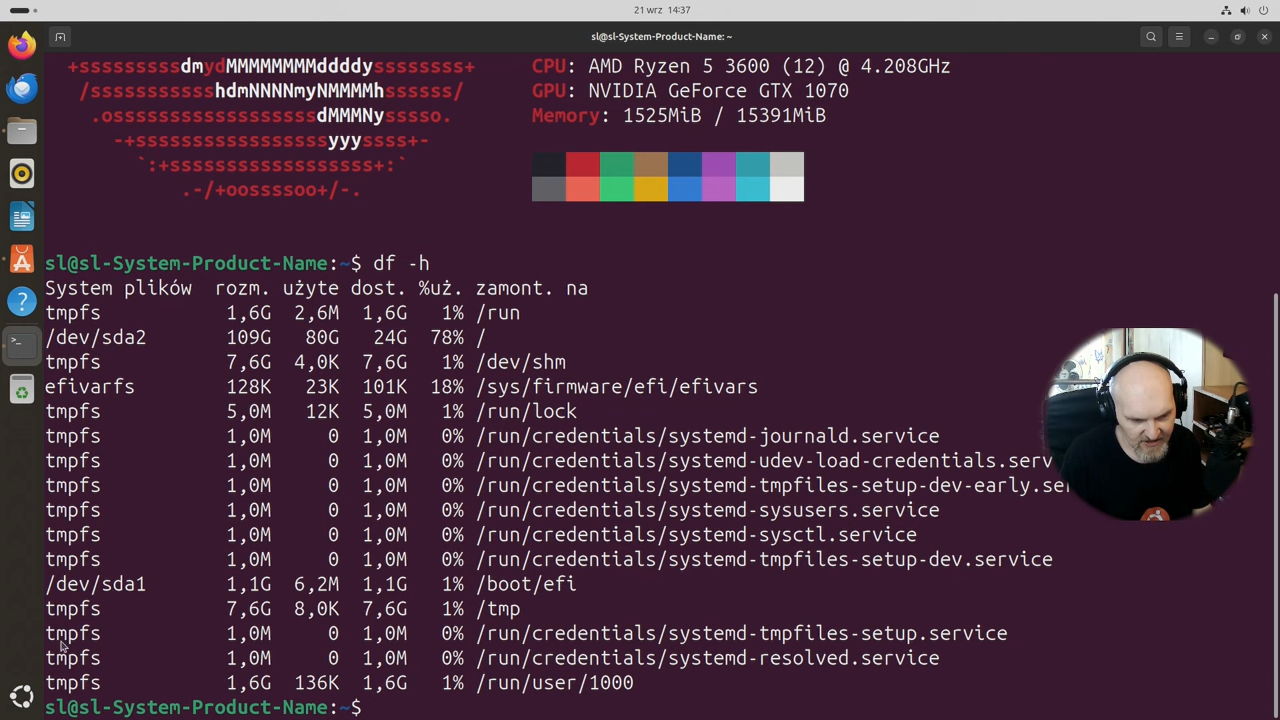 21 wrz 14:37
sl@sl-System-Product-Name: ~
+sssssssssdmydMMMMMMMMddddyssssssss+ CPU: AMD Ryzen 5 3600 (12) @ 4.208GHz
/ssssssssssshdmNNNNmyNMMMMhssssss/ GPU: NVIDIA GeForce GTX 1070
.ossssssssssssssssssdMMMNysssso. Memory: 1525MiB / 15391MiB
-+sssssssssssssssssyyyssss+-
`:+ssssssssssssssssss+:`
.-/+oossssoo+/-.
sl@sl-System-Product-Name:~$ df -h
System plików rozm. użyte dost. %uż. zamont. na
tmpfs 1,6G 2,6M 1,6G 1% /run
/dev/sda2 109G 80G 24G 78% /
tmpfs 7,6G 4,0K 7,6G 1% /dev/shm
efivarfs 128K 23K 101K 18% /sys/firmware/efi/efivars
tmpfs 5,0M 12K 5,0M 1% /run/lock
tmpfs 1,0M 0 1,0M 0% /run/credentials/systemd-journald.service
tmpfs 1,0M 0 1,0M 0% /run/credentials/systemd-udev-load-credentials.serv
tmpfs 1,0M 0 1,0M 0% /run/credentials/systemd-tmpfiles-setup-dev-early.se
tmpfs 1,0M 0 1,0M 0% /run/credentials/systemd-sysusers.service
tmpfs 1,0M 0 1,0M 0% /run/credentials/systemd-sysctl.service
tmpfs 1,0M 0 1,0M 0% /run/credentials/systemd-tmpfiles-setup-dev.service
/dev/sda1 1,1G 6,2M 1,1G 1% /boot/efi
tmpfs 7,6G 8,0K 7,6G 1% /tmp
tmpfs 1,0M 0 1,0M 0% /run/credentials/systemd-tmpfiles-setup.service
tmpfs 1,0M 0 1,0M 0% /run/credentials/systemd-resolved.service
tmpfs 1,6G 136K 1,6G 1% /run/user/1000
sl@sl-System-Product-Name:~$